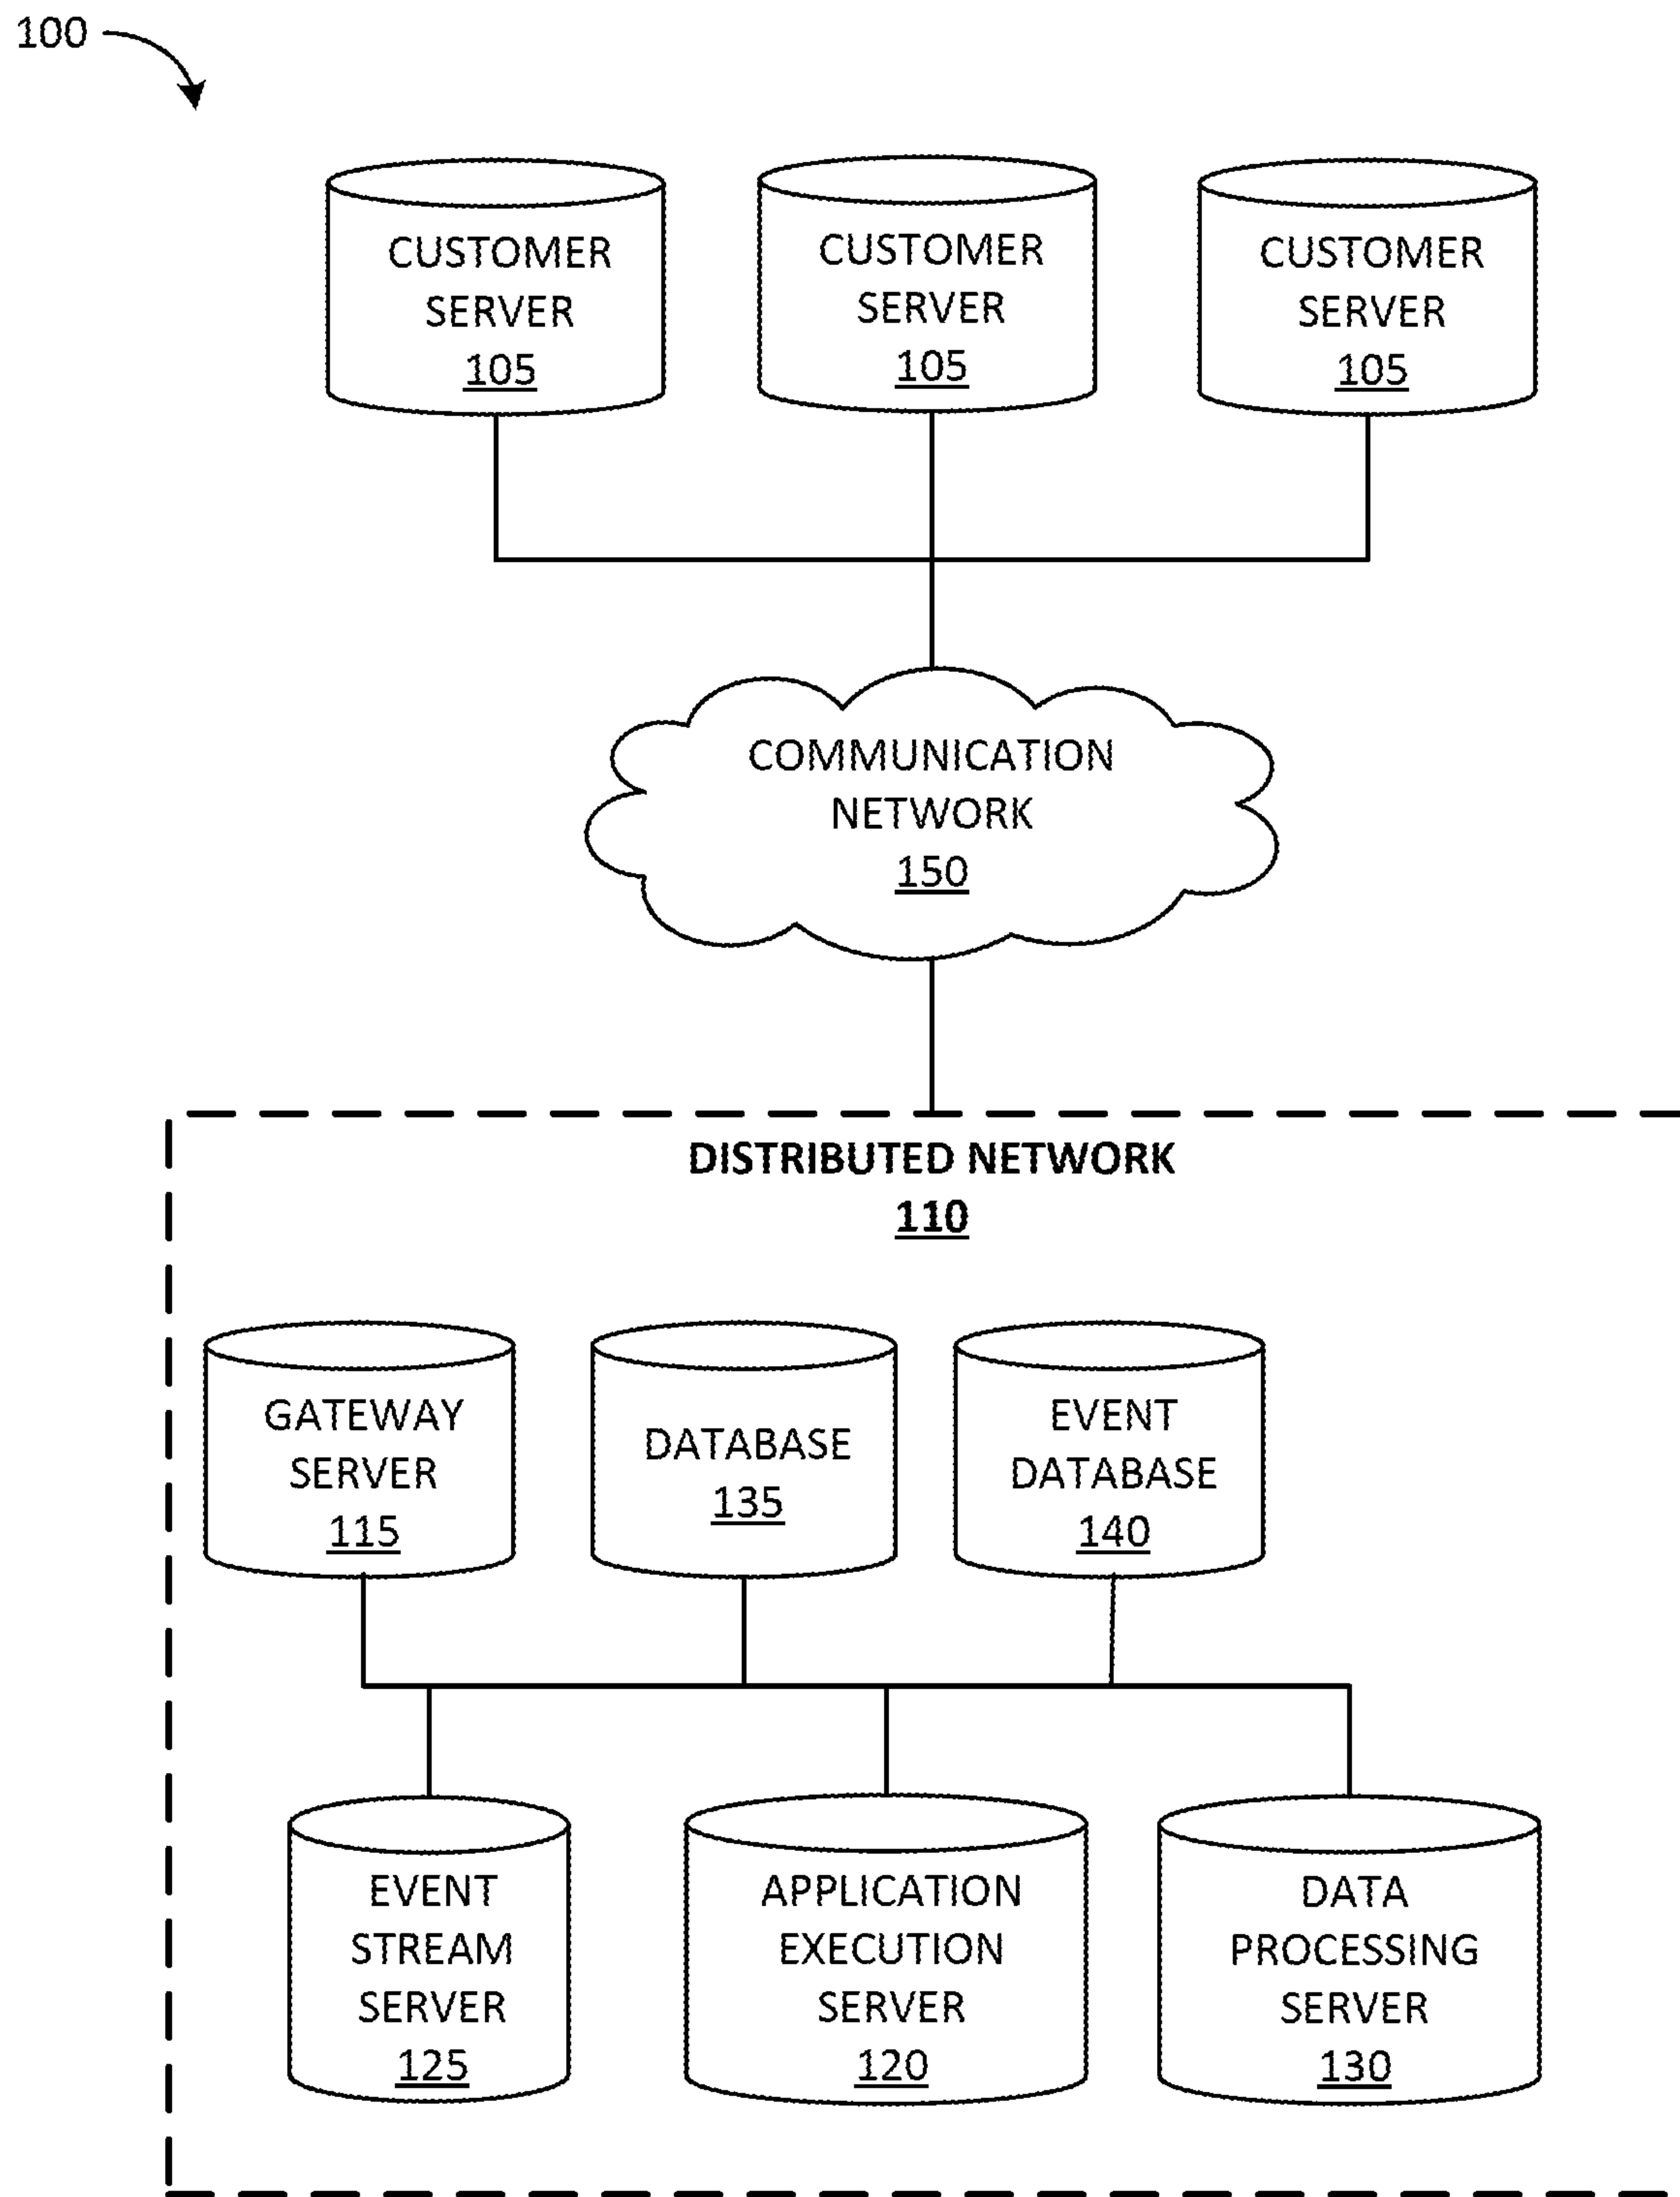 100
CUSTOMER
SERVER
105
CUSTOMER
SERVER
105
CUSTOMER
SERVER
105
COMMUNICATION
NETWORK
150
DISTRIBUTED NETWORK
110
GATEWAY
SERVER
115
DATABASE
135
EVENT
DATABASE
140
EVENT
STREAM
SERVER
125
APPLICATION
EXECUTION
SERVER
120
DATA
PROCESSING
SERVER
130